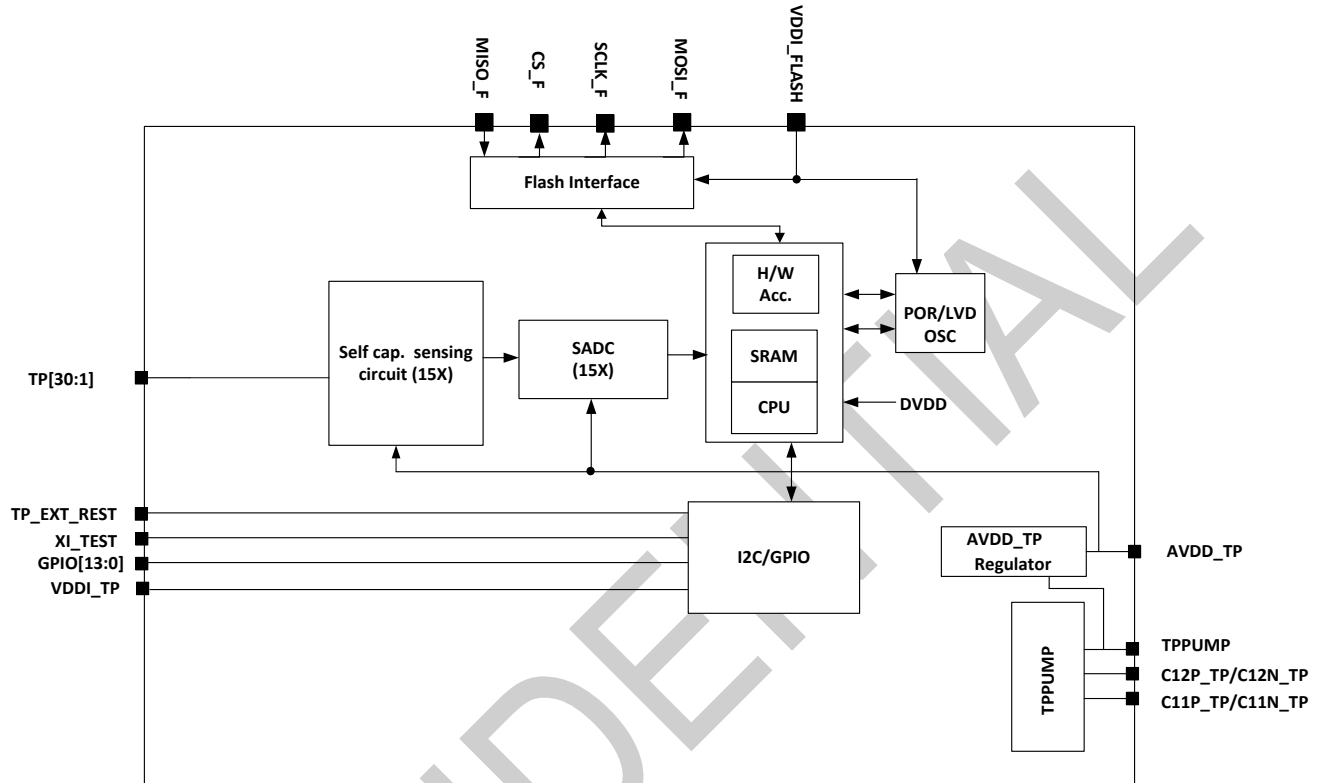 MISO_F
CS_F
SCLK_F
MOSI_F
VDDI_FLASH
Flash Interface
H/W
Acc.
POR/LVD
OSC
Self cap. sensing
circuit (15X)
SADC
(15X)
SRAM
CPU
DVDD
TP[30:1]
TP_EXT_REST
XI_TEST
GPIO[13:0]
VDDI_TP
I2C/GPIO
AVDD_TP
Regulator
AVDD_TP
TPPUMP
TPPUMP
C12P_TP/C12N_TP
C11P_TP/C11N_TP
DENTIAL